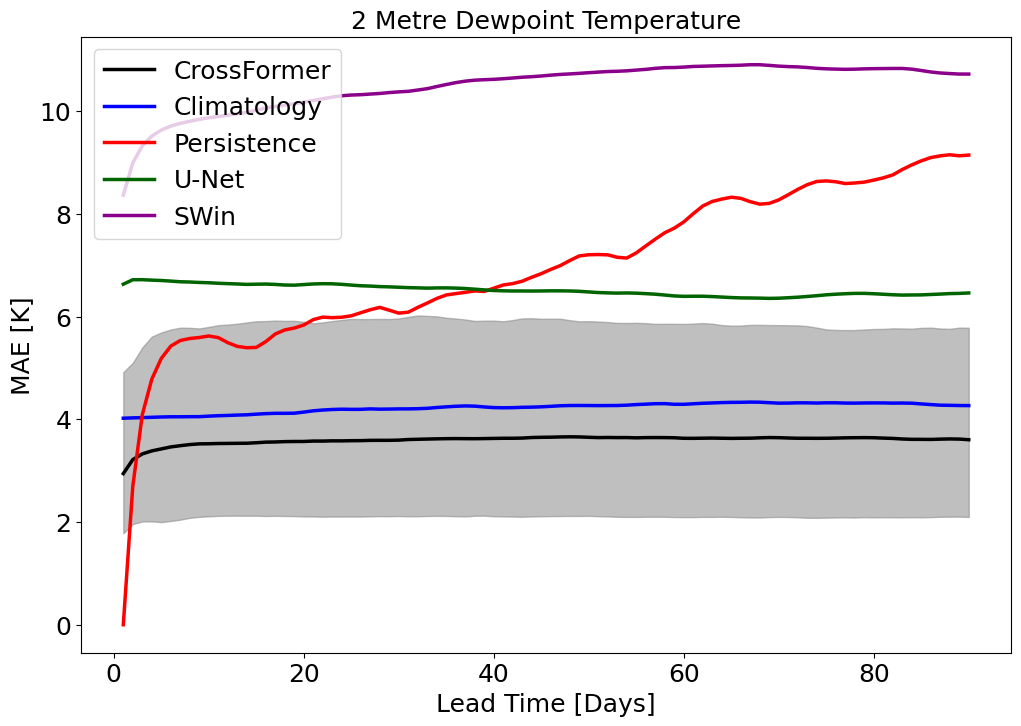 2 Metre Dewpoint Temperature
CrossFormer
Climatology
Persistence
U-Net
SWin
MAE [K]
10
8
6
4
2
0
0 20 40 60 80
Lead Time [Days]